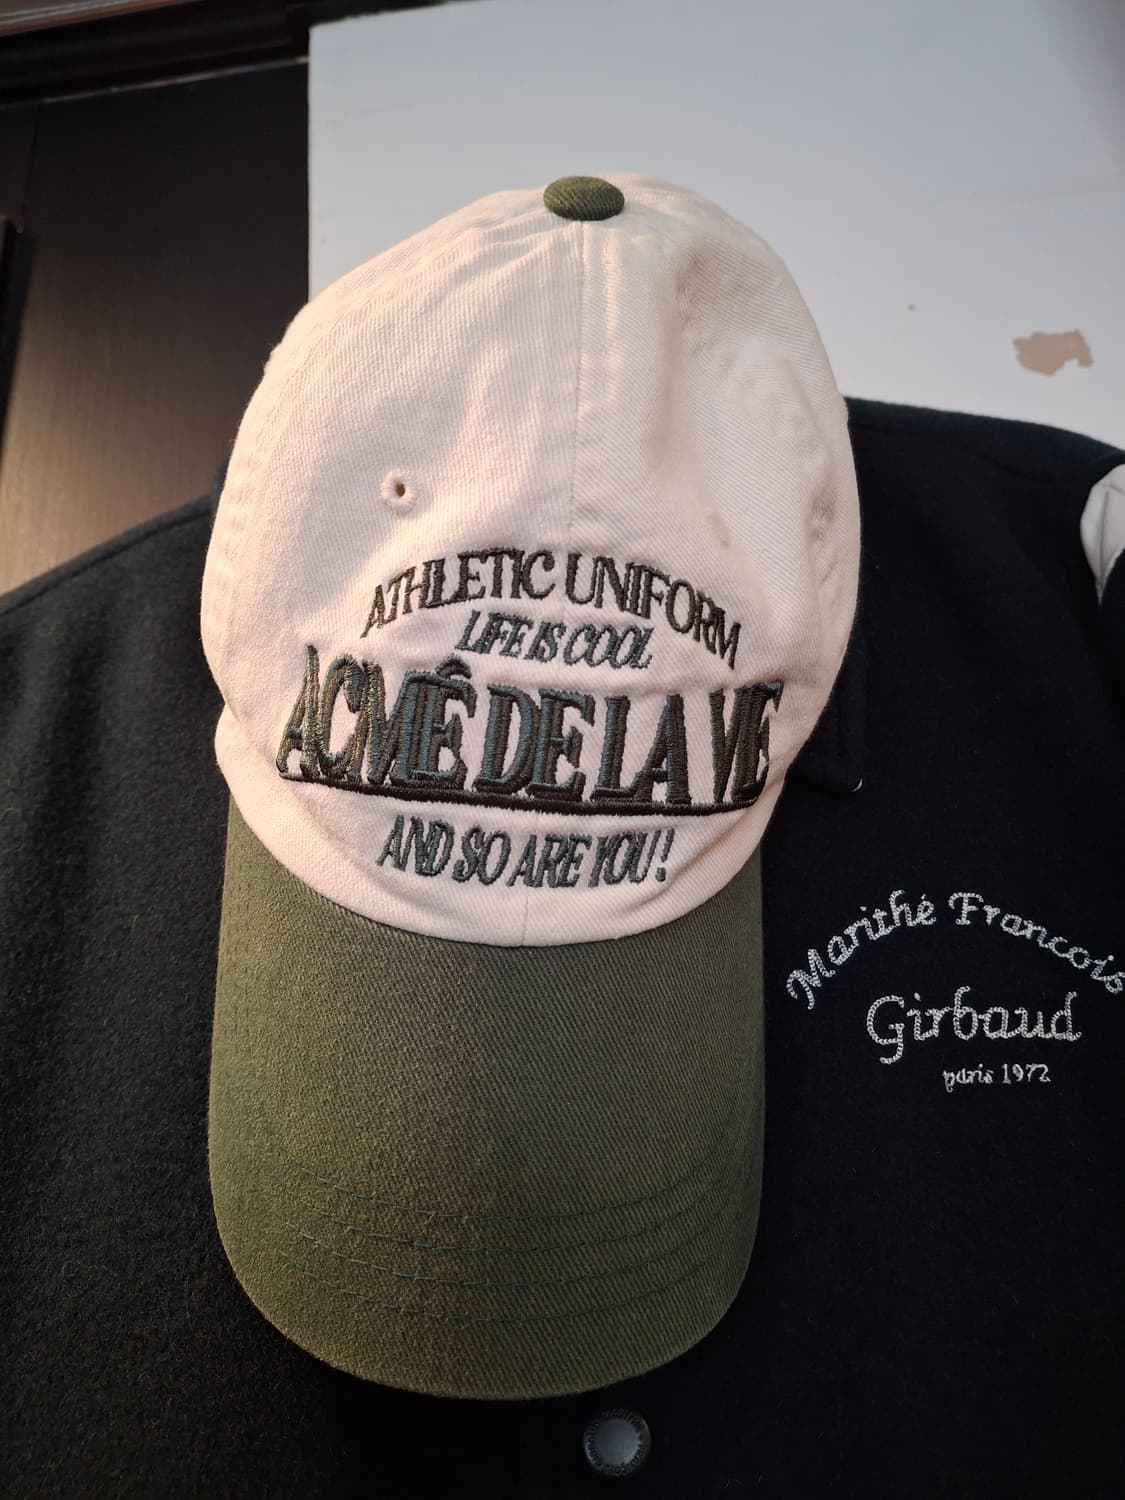 ATHLETIC UNIFORM
LIFE IS COOL
ACMÊ DE LA VIE
AND SO ARE YOU!!
Marithé Francois
Girbaud
paris 1972